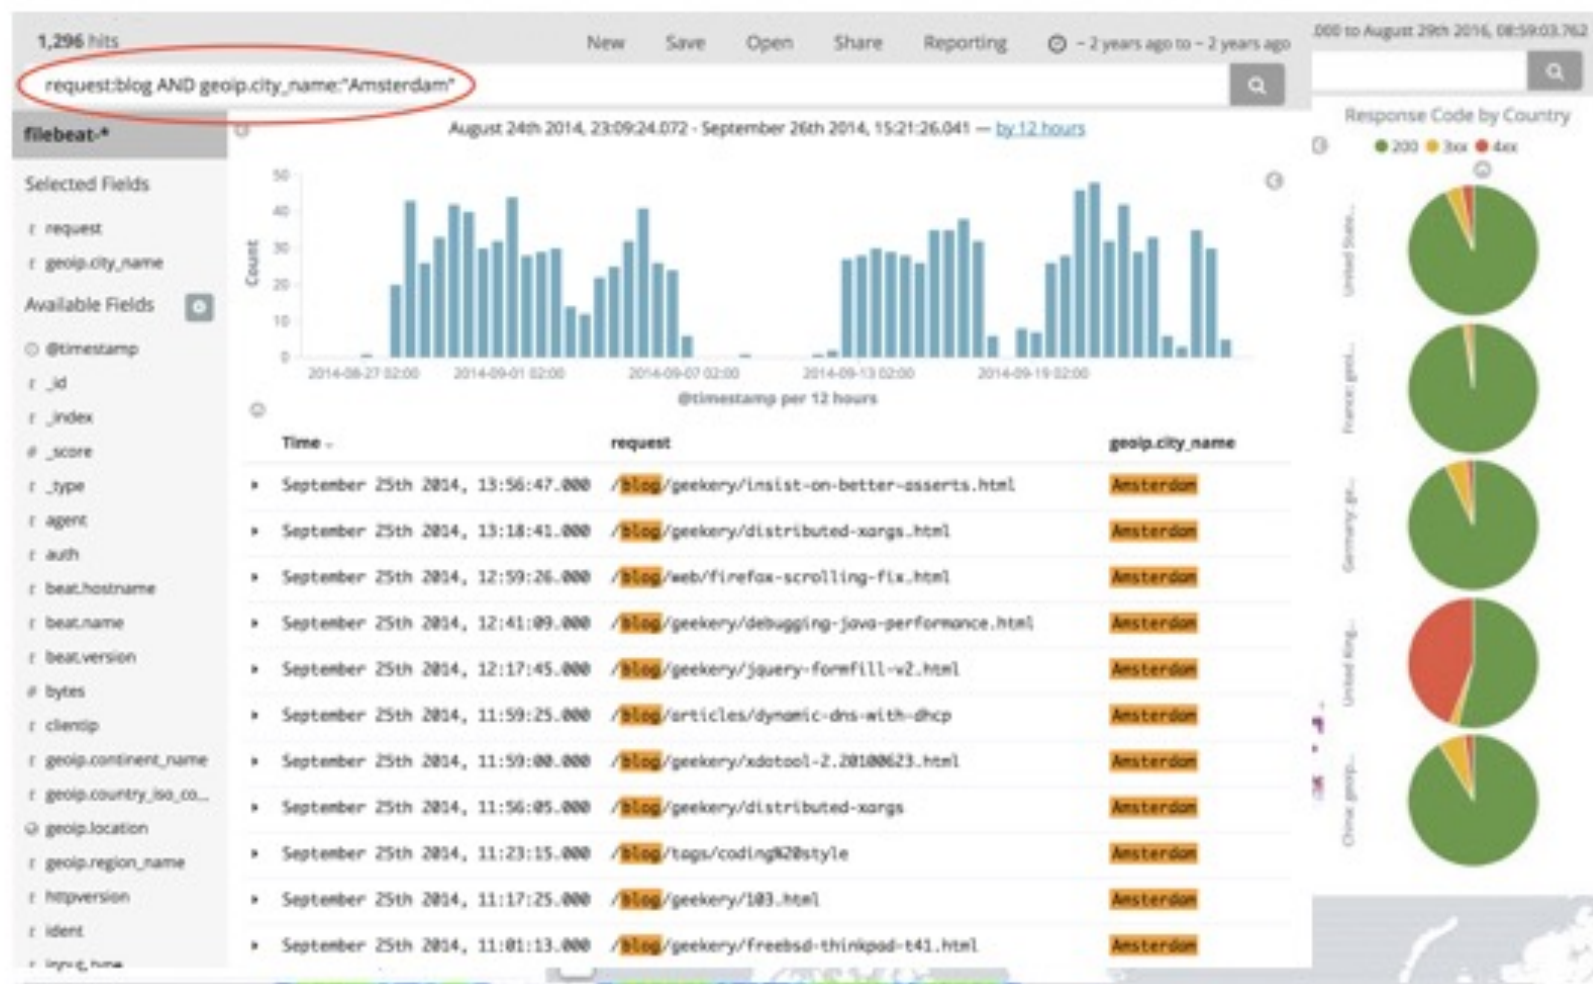 1,296 hits
New Save Open Share Reporting ~ 2 years ago to ~ 2 years ago
request:blog AND geoip.city_name:"Amsterdam"
filebeat-*
Selected Fields
t request
t geoip.city_name
Available Fields
@timestamp
t _id
t _index
# _score
t _type
t agent
t auth
t beat.hostname
t beat.name
t beat.version
# bytes
t clientip
t geoip.continent_name
t geoip.country_iso_co...
geoip.location
t geoip.region_name
t httpversion
t ident
t input_type
August 24th 2014, 23:09:24.072 - September 26th 2014, 15:21:26.041 — by 12 hours
Count
50
40
30
20
10
0
2014-08-27 02:00 2014-09-01 02:00 2014-09-07 02:00 2014-09-13 02:00 2014-09-19 02:00
@timestamp per 12 hours
Time request geoip.city_name
September 25th 2014, 13:56:47.000 /blog/geekery/insist-on-better-asserts.html Amsterdam
September 25th 2014, 13:18:41.000 /blog/geekery/distributed-xargs.html Amsterdam
September 25th 2014, 12:59:26.000 /blog/web/firefox-scrolling-fix.html Amsterdam
September 25th 2014, 12:41:09.000 /blog/geekery/debugging-java-performance.html Amsterdam
September 25th 2014, 12:17:45.000 /blog/geekery/jquery-formfill-v2.html Amsterdam
September 25th 2014, 11:59:25.000 /blog/articles/dynamic-dns-with-dhcp Amsterdam
September 25th 2014, 11:59:00.000 /blog/geekery/xdotool-2.20100623.html Amsterdam
September 25th 2014, 11:56:05.000 /blog/geekery/distributed-xargs Amsterdam
September 25th 2014, 11:23:15.000 /blog/tags/coding%20style Amsterdam
September 25th 2014, 11:17:25.000 /blog/geekery/103.html Amsterdam
September 25th 2014, 11:01:13.000 /blog/geekery/freebsd-thinkpad-t41.html Amsterdam
.000 to August 29th 2016, 08:59:03.762
Response Code by Country
200 3xx 4xx
United State...
France: geoi...
Germany: ge...
United King...
China: geoip...